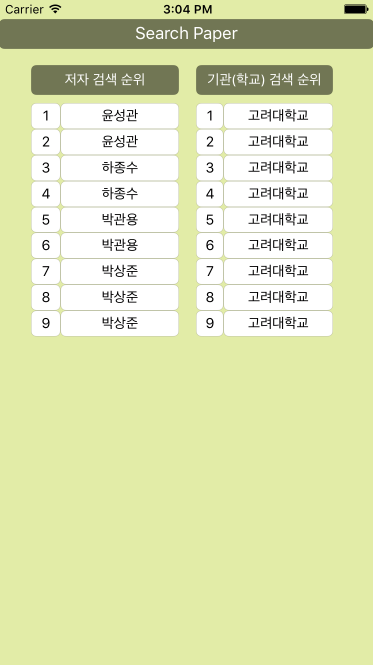 Carrier 3:04 PM
Search Paper
저자 검색 순위 기관(학교) 검색 순위
1 윤성관 1 고려대학교
2 윤성관 2 고려대학교
3 하종수 3 고려대학교
4 하종수 4 고려대학교
5 박관용 5 고려대학교
6 박관용 6 고려대학교
7 박상준 7 고려대학교
8 박상준 8 고려대학교
9 박상준 9 고려대학교